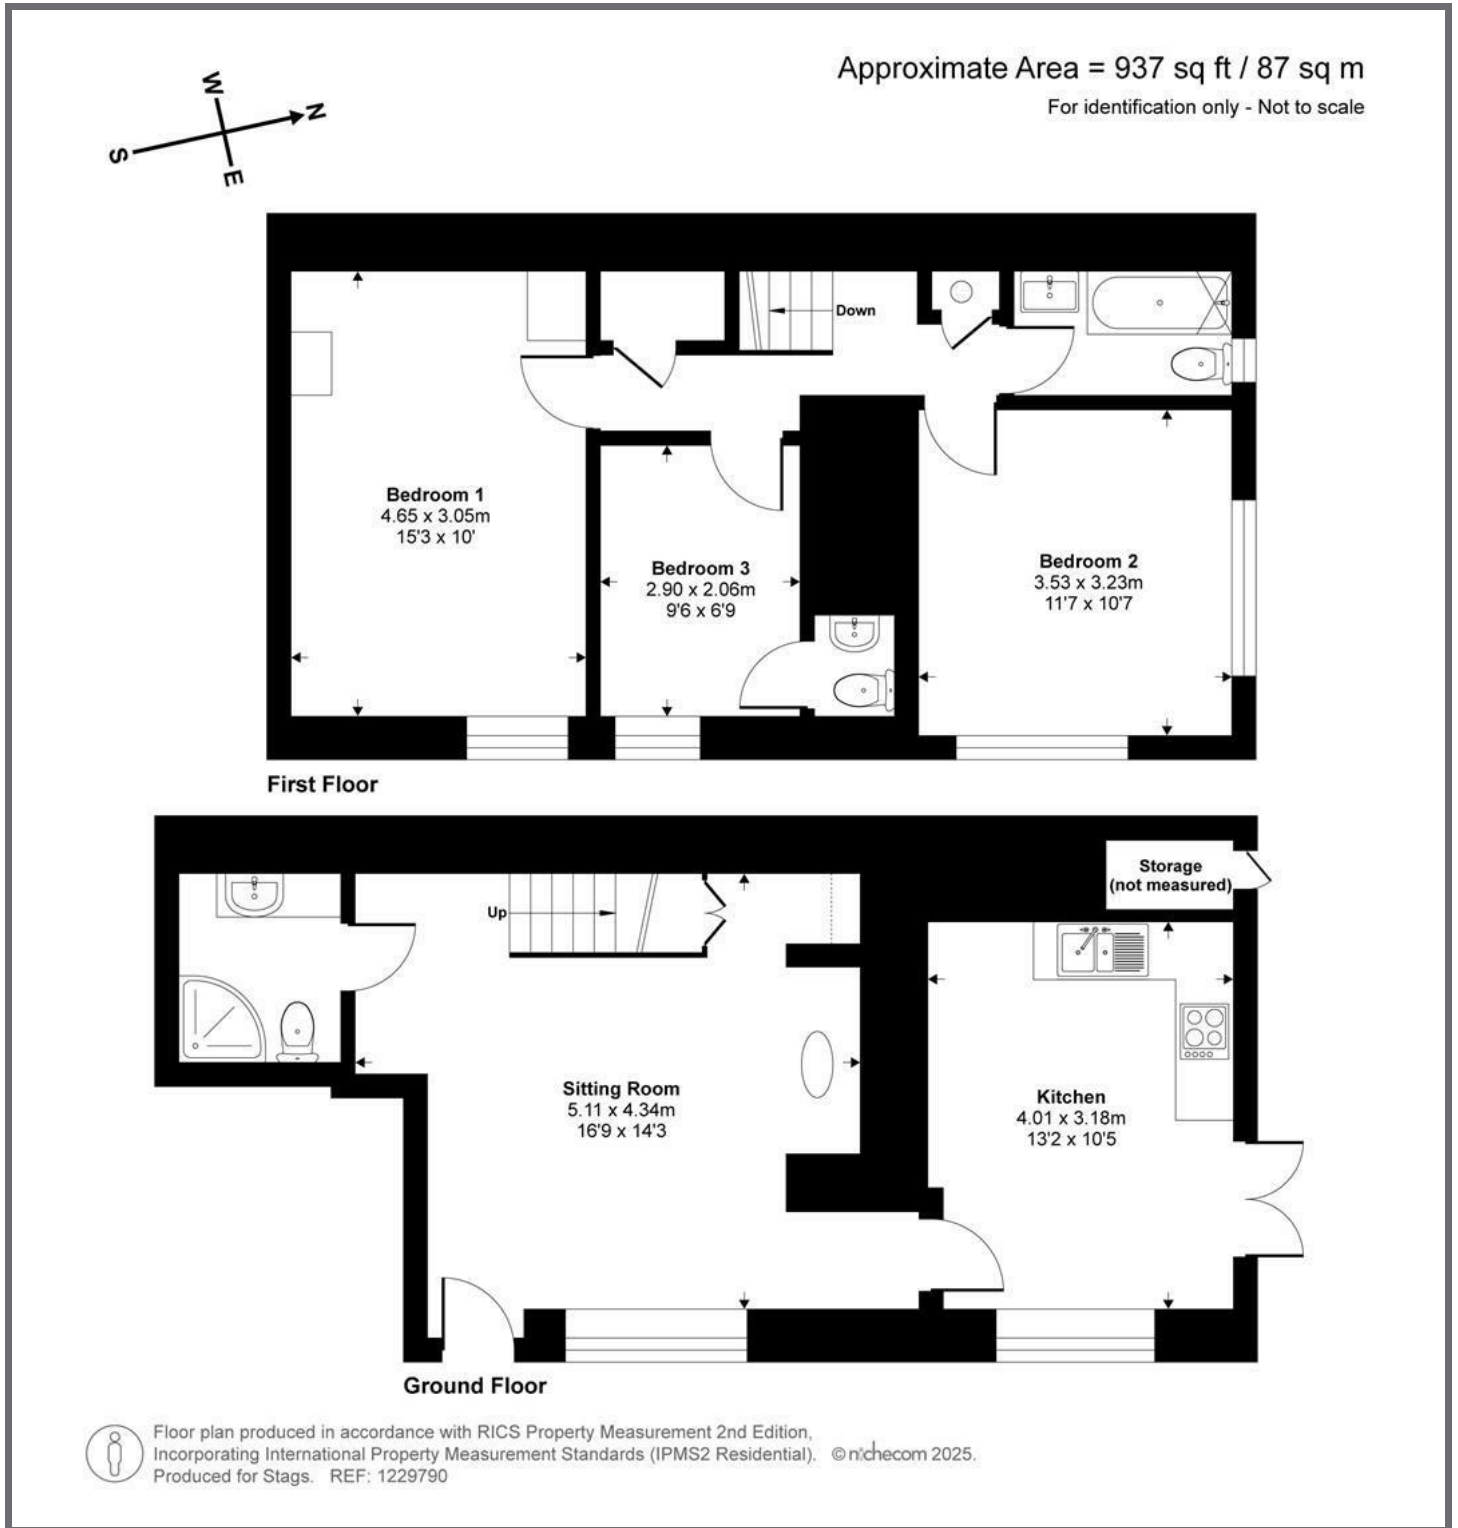 Approximate Area = 937 sq ft / 87 sq m
For identification only - Not to scale
W
N
S
E
Down
Bedroom 1
4.65 x 3.05m
15'3 x 10'
Bedroom 3
2.90 x 2.06m
9'6 x 6'9
Bedroom 2
3.53 x 3.23m
11'7 x 10'7
First Floor
Storage
(not measured)
Up
Sitting Room
5.11 x 4.34m
16'9 x 14'3
Kitchen
4.01 x 3.18m
13'2 x 10'5
Ground Floor
Floor plan produced in accordance with RICS Property Measurement 2nd Edition,
Incorporating International Property Measurement Standards (IPMS2 Residential). © nichecom 2025.
Produced for Stags. REF: 1229790